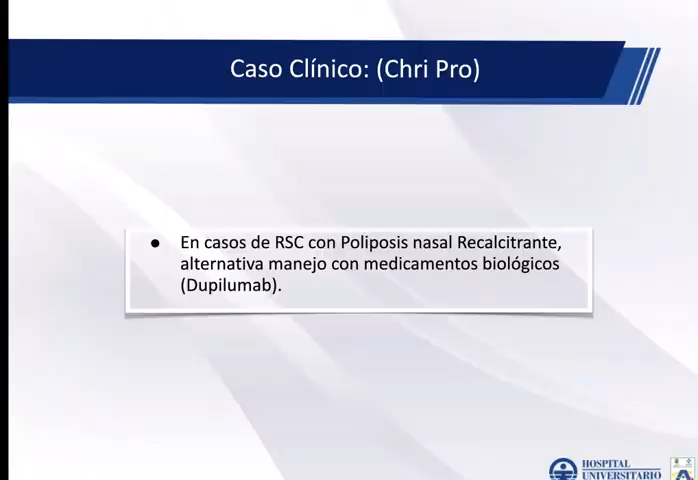 Caso Clínico: (Chri Pro)
● En casos de RSC con Poliposis nasal Recalcitrante,
alternativa manejo con medicamentos biológicos
(Dupilumab).
HOSPITAL
UNIVERSITARIO